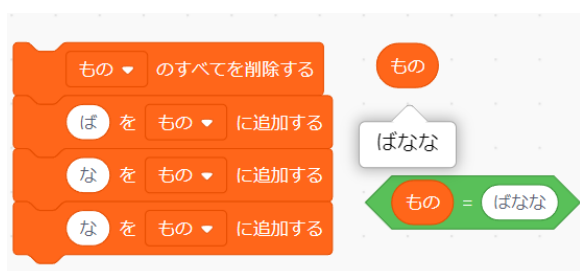 もの のすべてを削除する
ば を もの に追加する
な を もの に追加する
な を もの に追加する
もの
ばなな
もの = ばなな